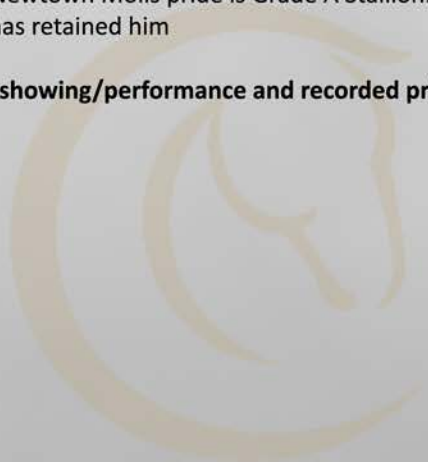 Newtown Molls pride is Grade A Stallion
has retained him
showing/performance and recorded pr